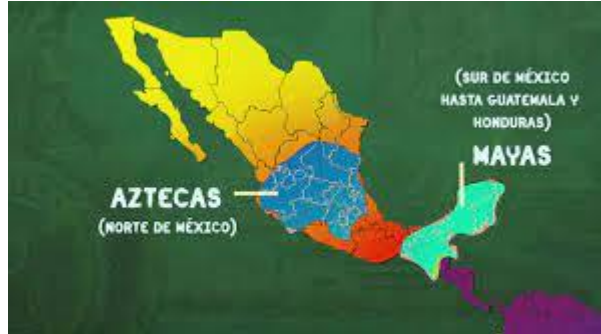 (SUR DE MÉXICO
HASTA GUATEMALA Y
HONDURAS)
MAYAS
AZTECAS
(NORTE DE MÉXICO)